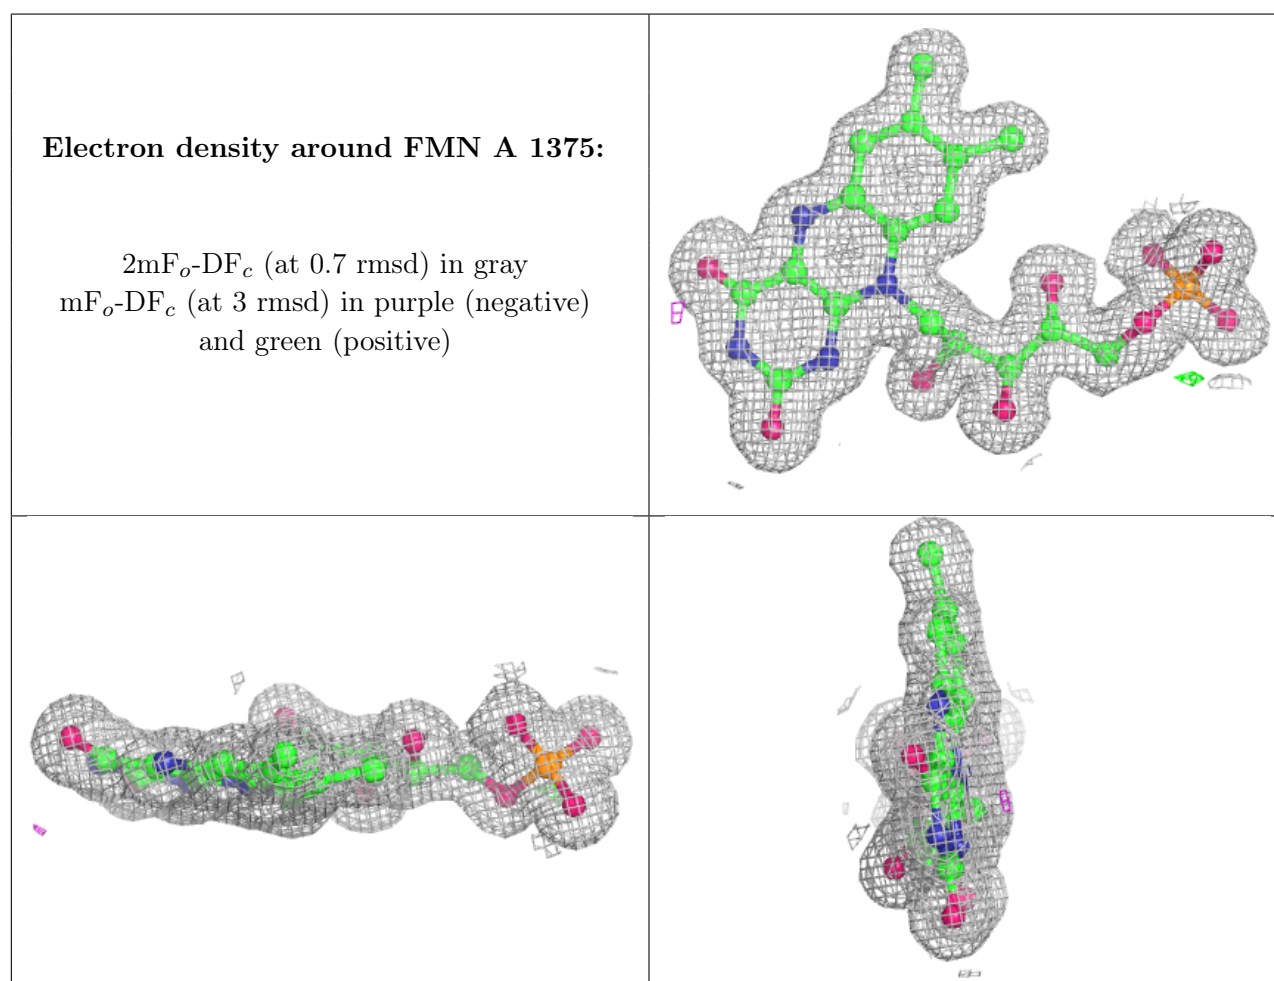 Electron density around FMN A 1375:
2mFo-DFc (at 0.7 rmsd) in gray
mFo-DFc (at 3 rmsd) in purple (negative)
and green (positive)